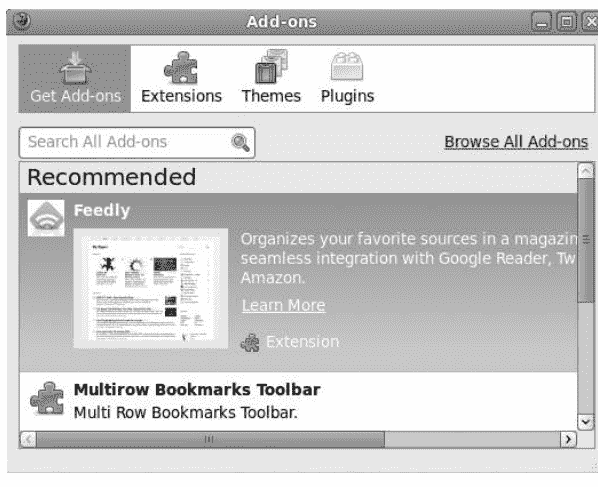 Add-ons
Get Add-ons Extensions Themes Plugins
Search All Add-ons Browse All Add-ons
Recommended
Feedly
Organizes your favorite sources in a magazin
seamless integration with Google Reader, Tw
Amazon.
Learn More
Extension
Multirow Bookmarks Toolbar
Multi Row Bookmarks Toolbar.